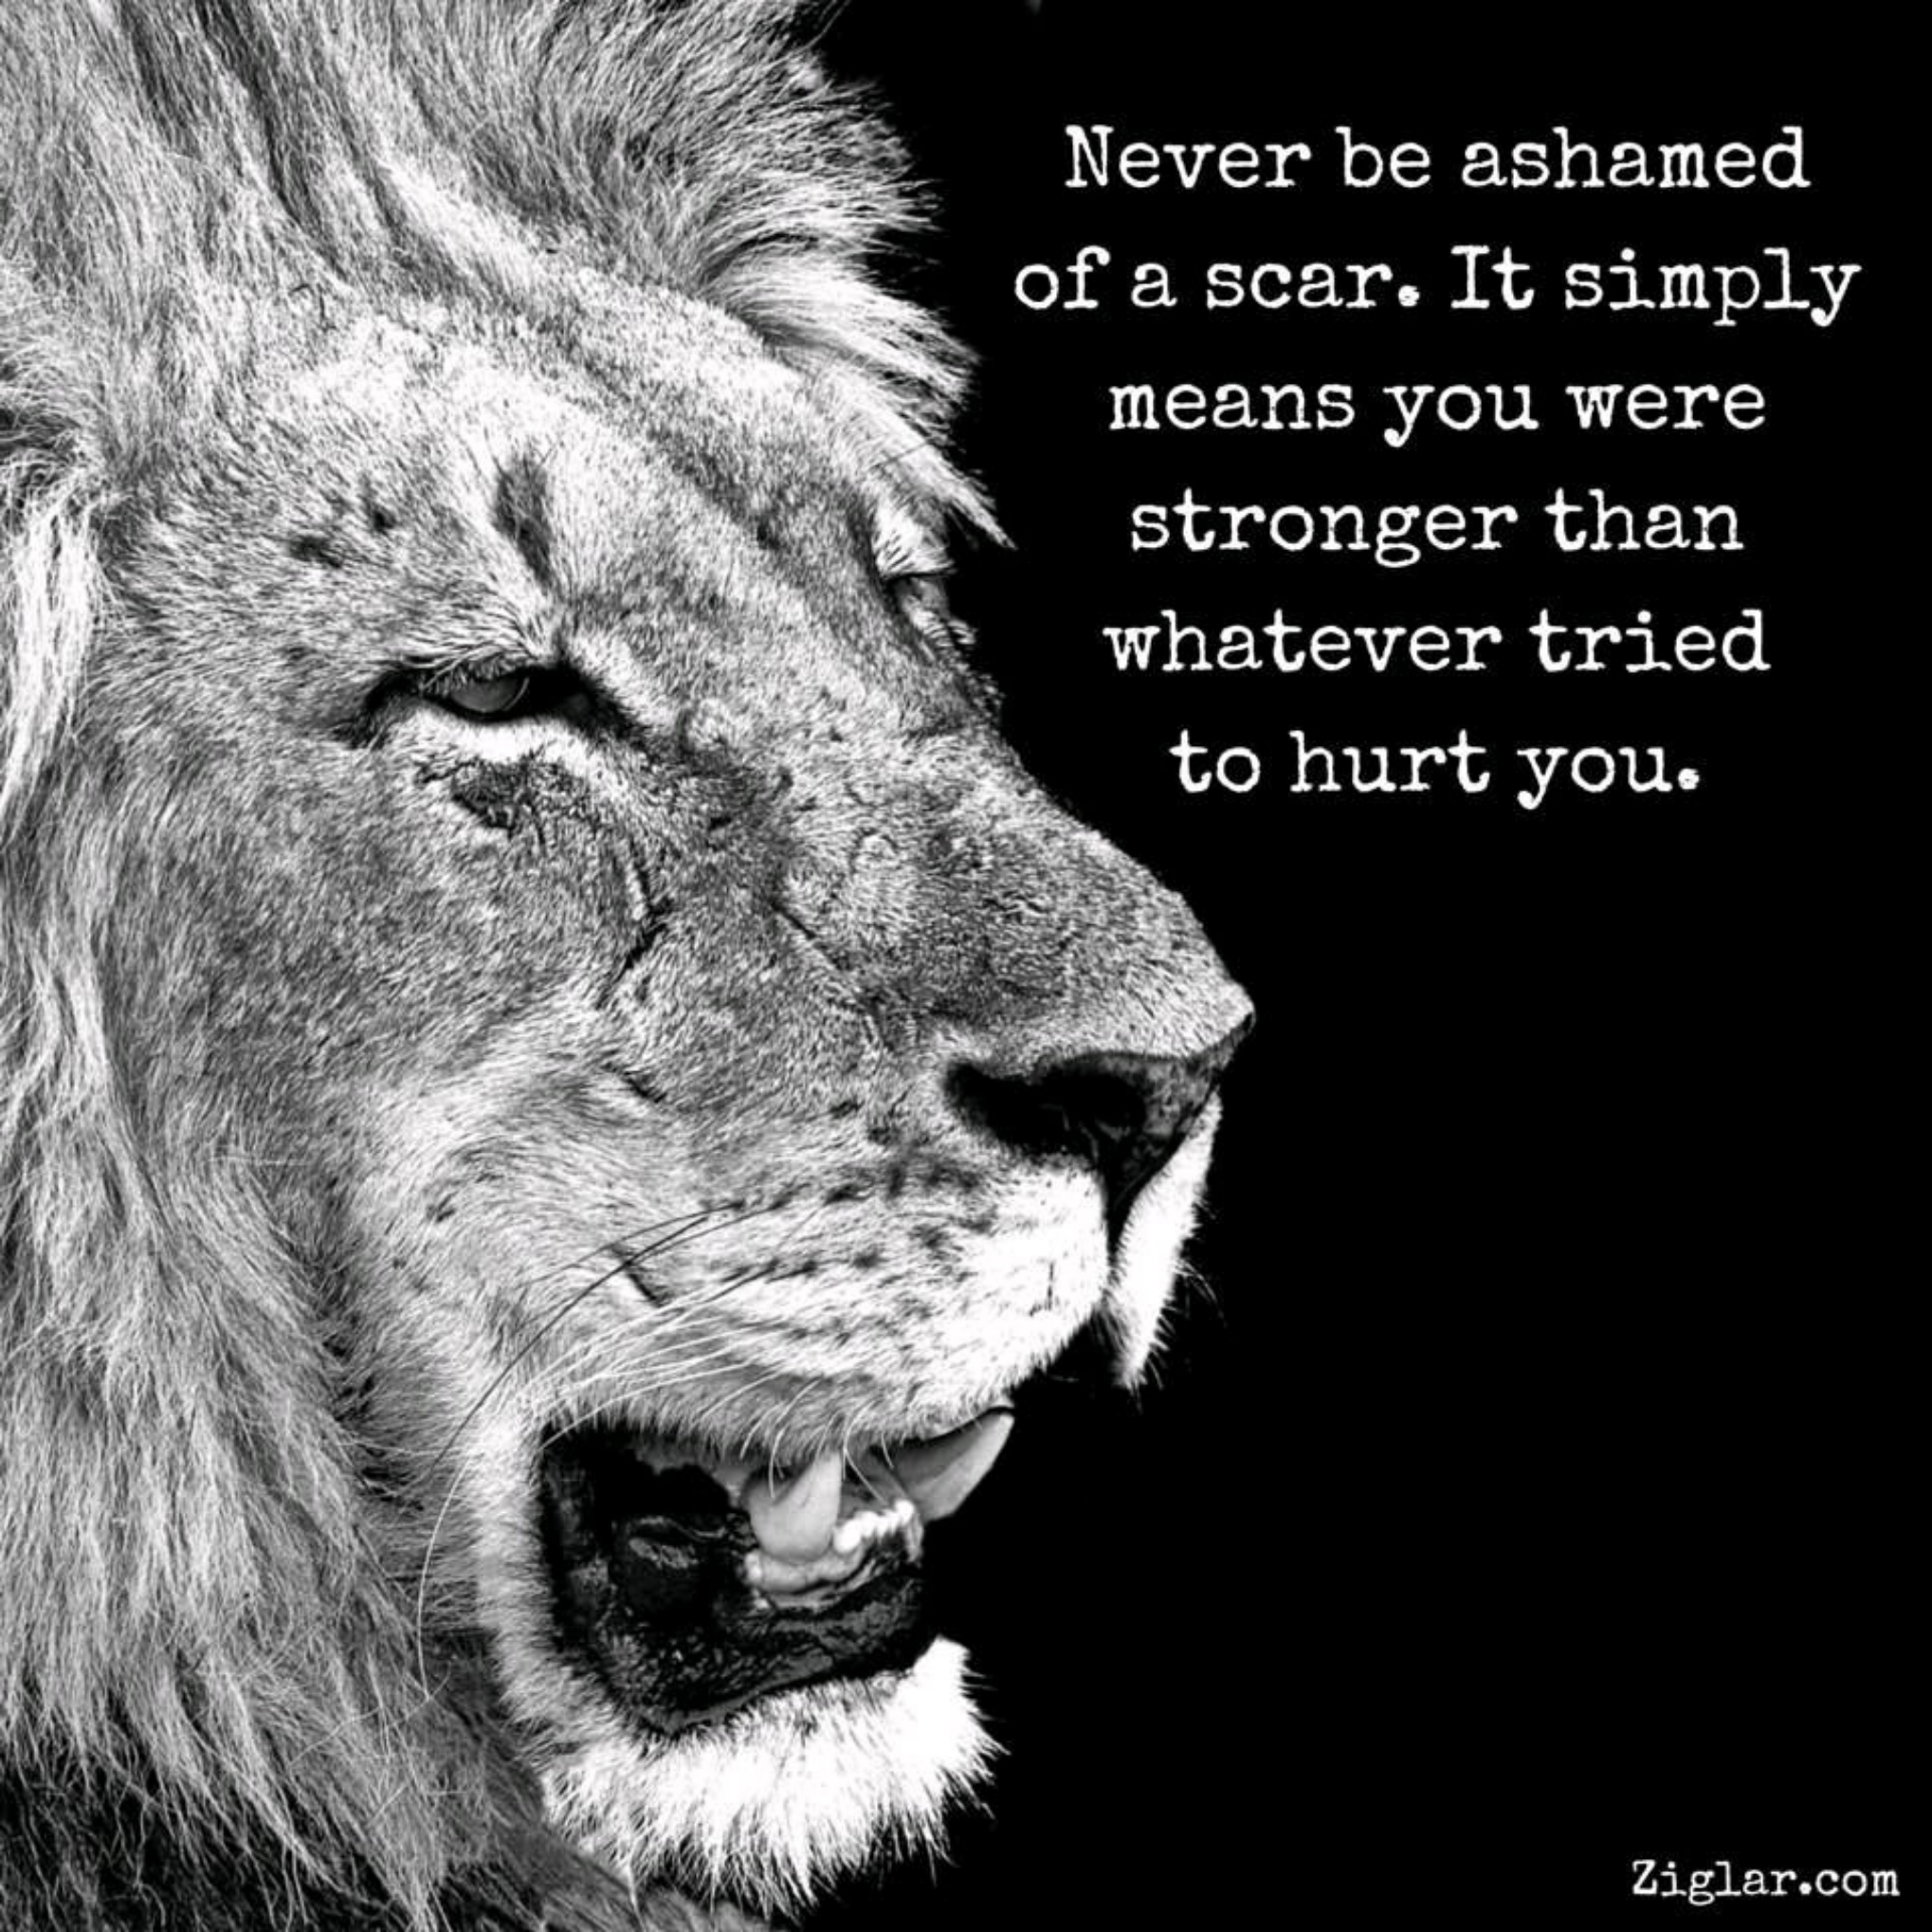 Never be ashamed
of a scar. It simply
means you were
stronger than
whatever tried
to hurt you.
Ziglar.com